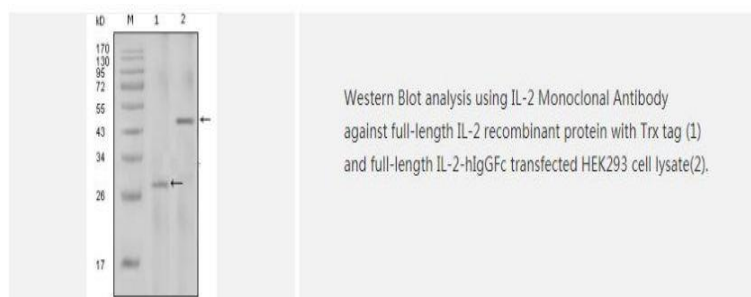 kD M 1 2
170
130
95
72
55
43
34
26
17
Western Blot analysis using IL-2 Monoclonal Antibody
against full-length IL-2 recombinant protein with Trx tag (1)
and full-length IL-2-hIgGFc transfected HEK293 cell lysate(2).